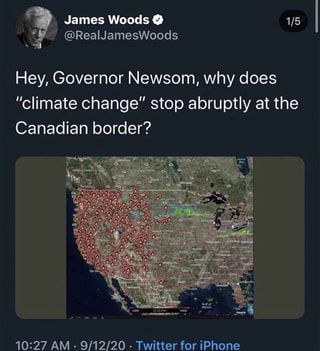 James Woods
1/5
@RealJamesWoods
Hey, Governor Newsom, why does
“climate change” stop abruptly at the
Canadian border?
10:27 AM · 9/12/20 · Twitter for iPhone